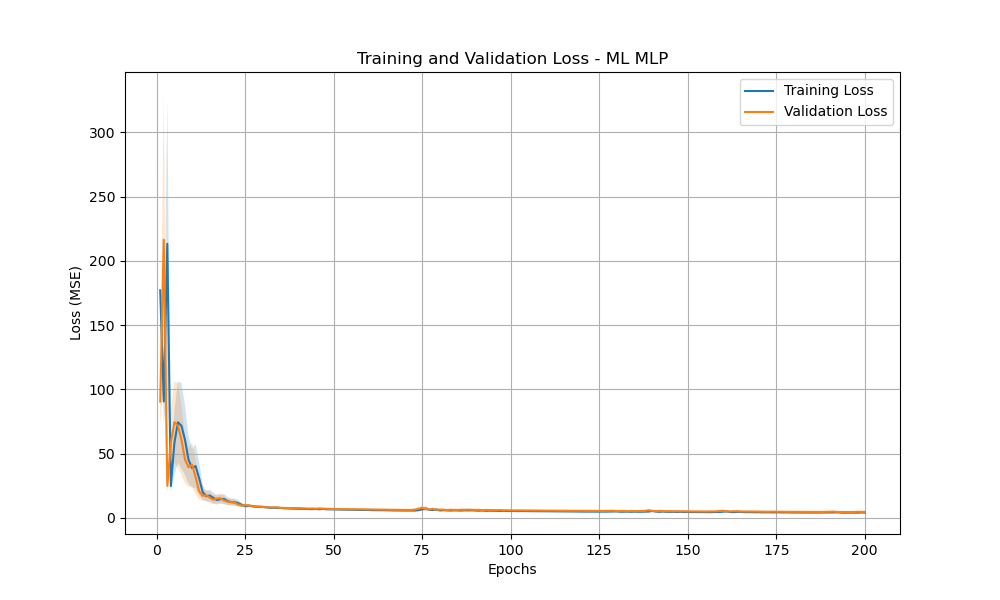 Training and Validation Loss - ML MLP
Training Loss
Validation Loss
Loss (MSE)
300
250
200
150
100
50
0
0 25 50 75 100 125 150 175 200
Epochs